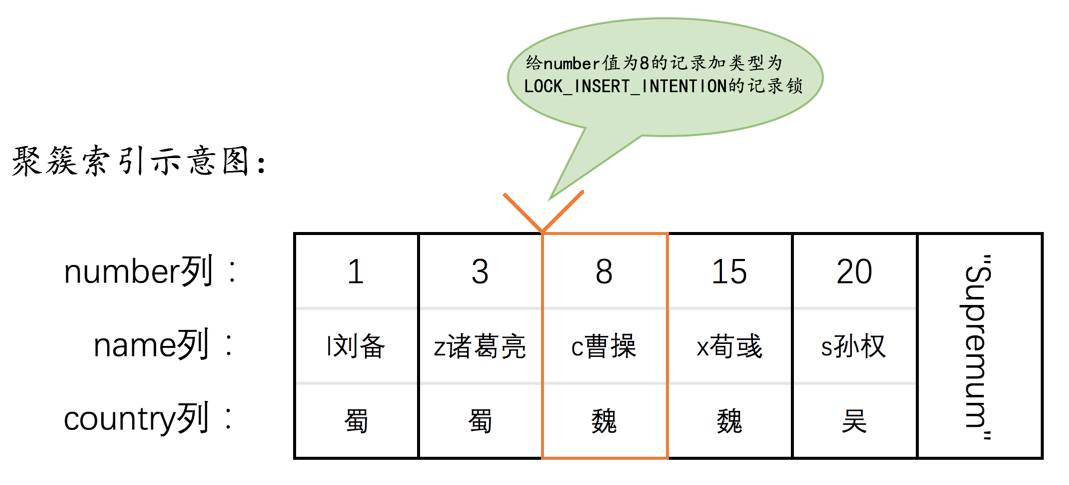 给number值为8的记录加类型为
LOCK_INSERT_INTENTION的记录锁
聚簇索引示意图：
number列： 1 3 8 15 20 "Supremum"
name列： l刘备 z诸葛亮 c曹操 x荀彧 s孙权
country列： 蜀 蜀 魏 魏 吴